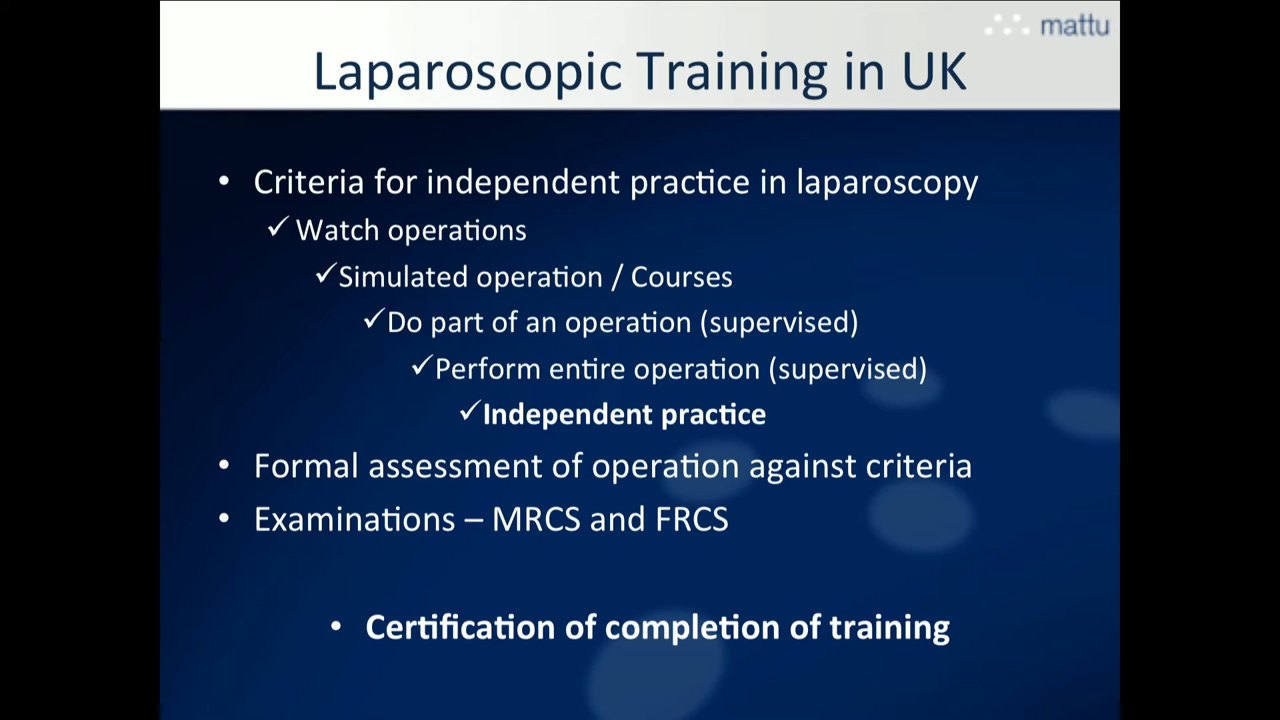 mattu
Laparoscopic Training in UK
• Criteria for independent practice in laparoscopy
✓ Watch operations
✓ Simulated operation / Courses
✓ Do part of an operation (supervised)
✓ Perform entire operation (supervised)
✓ Independent practice
• Formal assessment of operation against criteria
• Examinations – MRCS and FRCS
• Certification of completion of training